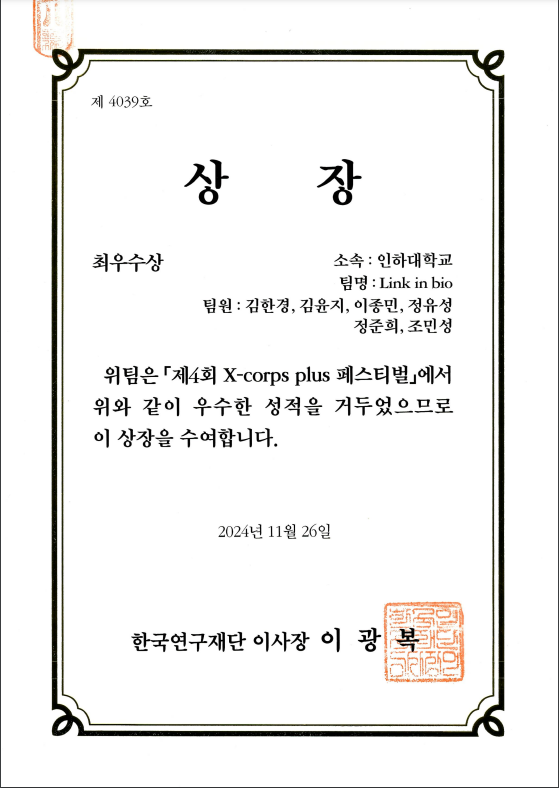 제 4039호
상 장
최우수상
소속 : 인하대학교
팀명 : Link in bio
팀원 : 김한경, 김윤지, 이종민, 정유성
정준희, 조민성
위팀은 「제4회 X-corps plus 페스티벌」에서
위와 같이 우수한 성적을 거두었으므로
이 상장을 수여합니다.
2024년 11월 26일
한국연구재단 이사장 이 광 복